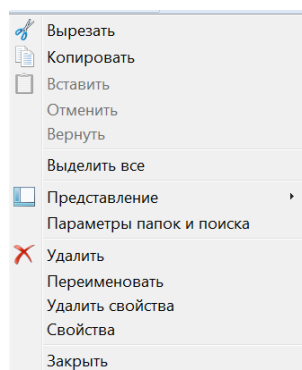 Вырезать
Копировать
Вставить
Отменить
Вернуть
Выделить все
Представление
Параметры папок и поиска
Удалить
Переименовать
Удалить свойства
Свойства
Закрыть